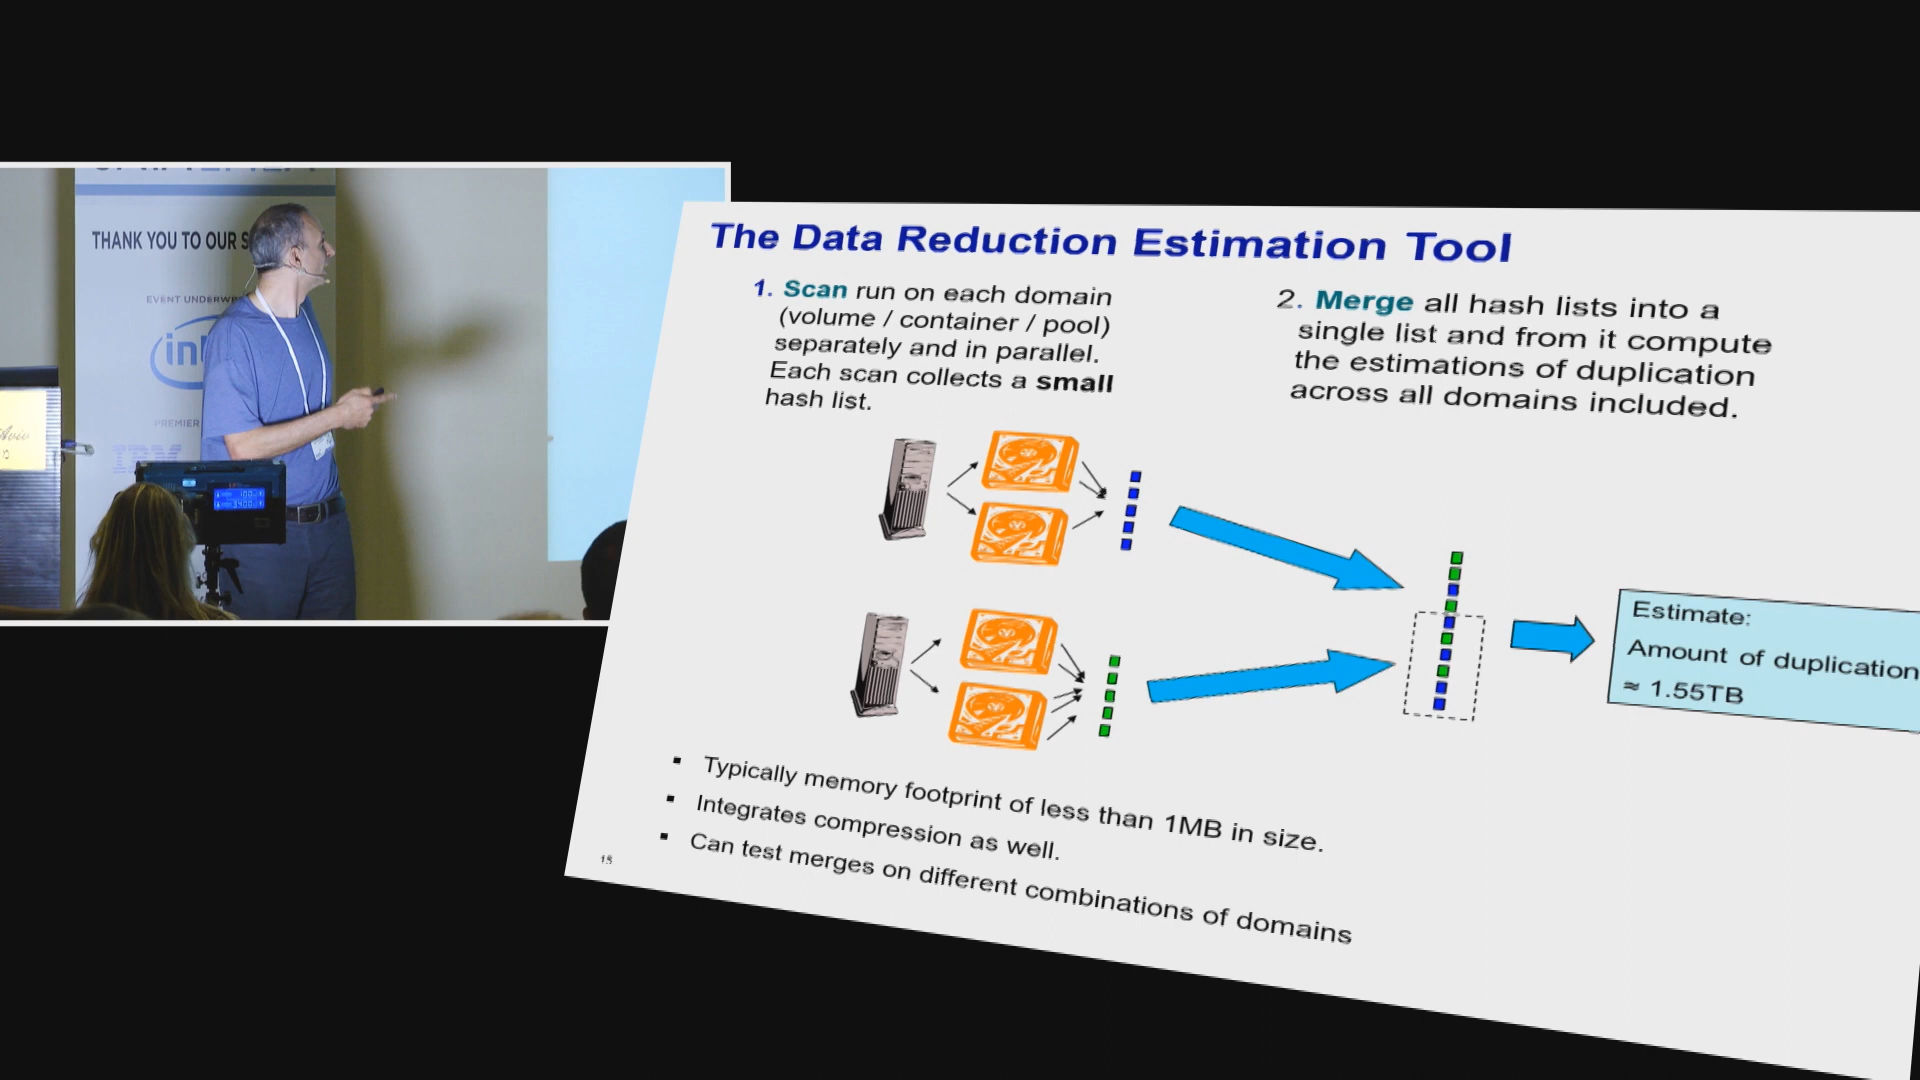 THANK YOU TO OUR S
EVENT UNDERW
PREMIER
IBM
The Data Reduction Estimation Tool
1. Scan run on each domain
(volume / container / pool)
separately and in parallel.
Each scan collects a small
hash list.
2. Merge all hash lists into a
single list and from it compute
the estimations of duplication
across all domains included.
Estimate:
Amount of duplication
≈ 1.55TB
▪ Typically memory footprint of less than 1MB in size.
▪ Integrates compression as well.
▪ Can test merges on different combinations of domains
15